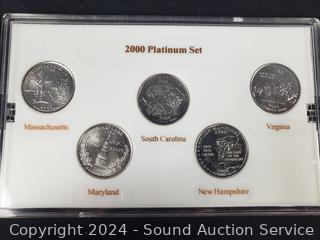 2000 Platinum Set
Massachusetts
South Carolina
Virginia
Maryland
New Hampshire
Copyright 2024 - Sound Auction Service